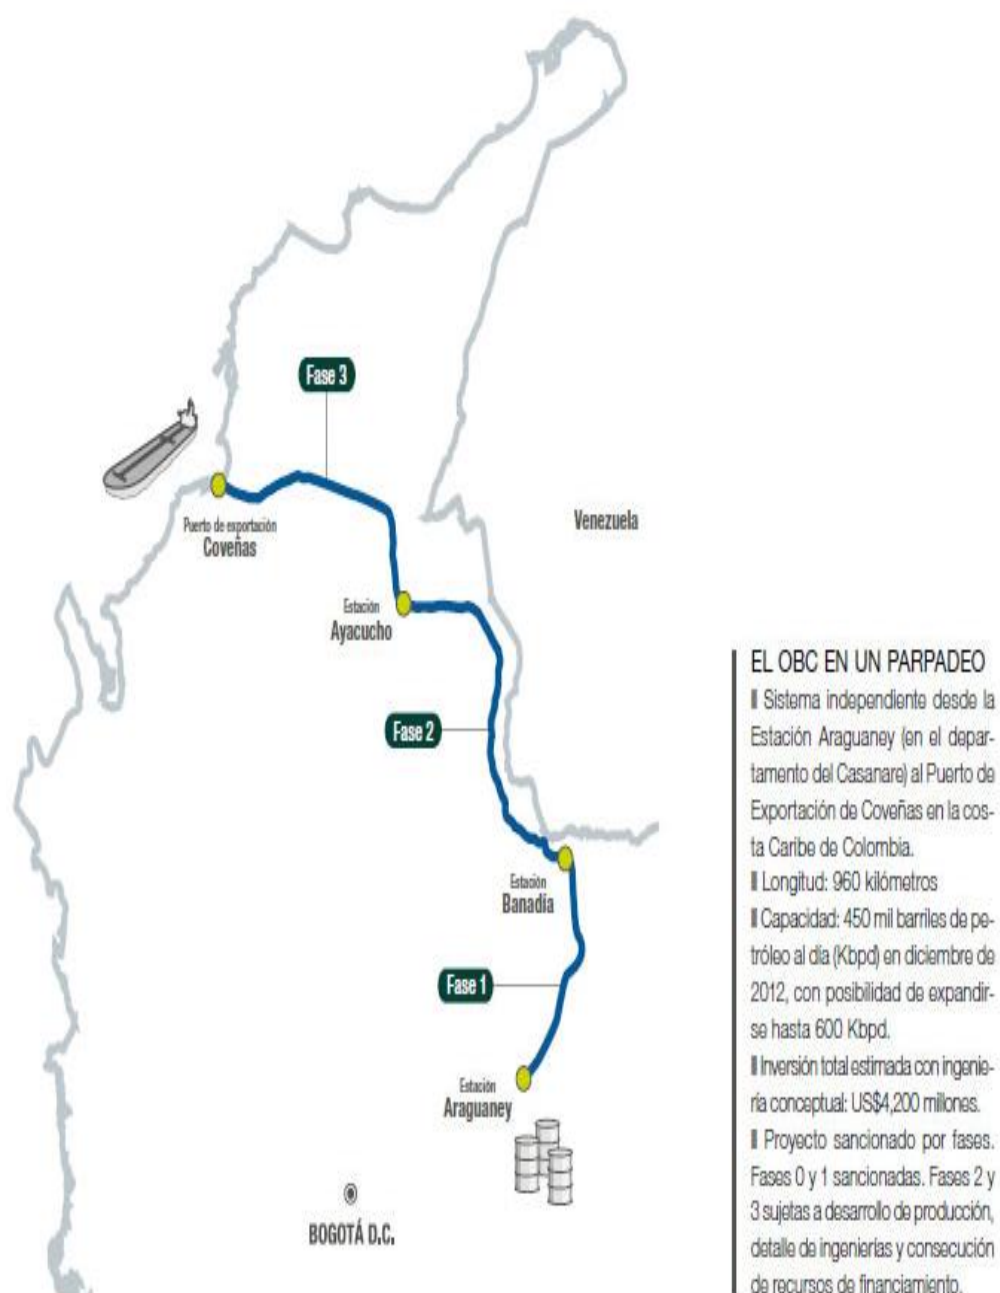 Fase 3
Puerto de exportación
Coveñas
Venezuela
Estación
Ayacucho
Fase 2
Estación
Banadía
Fase 1
Estación
Araguaney
BOGOTÁ D.C.
EL OBC EN UN PARPADEO
Sistema independiente desde la
Estación Araguaney (en el depar-
tamento del Casanare) al Puerto de
Exportación de Coveñas en la cos-
ta Caribe de Colombia.
Longitud: 960 kilómetros
Capacidad: 450 mil barriles de pe-
tróleo al día (Kbpd) en diciembre de
2012, con posibilidad de expandir-
se hasta 600 Kbpd.
Inversión total estimada con ingenie-
ría conceptual: US$4,200 millones.
Proyecto sancionado por fases.
Fases 0 y 1 sancionadas. Fases 2 y
3 sujetas a desarrollo de producción,
detalle de ingenierías y consecución
de recursos de financiamiento.